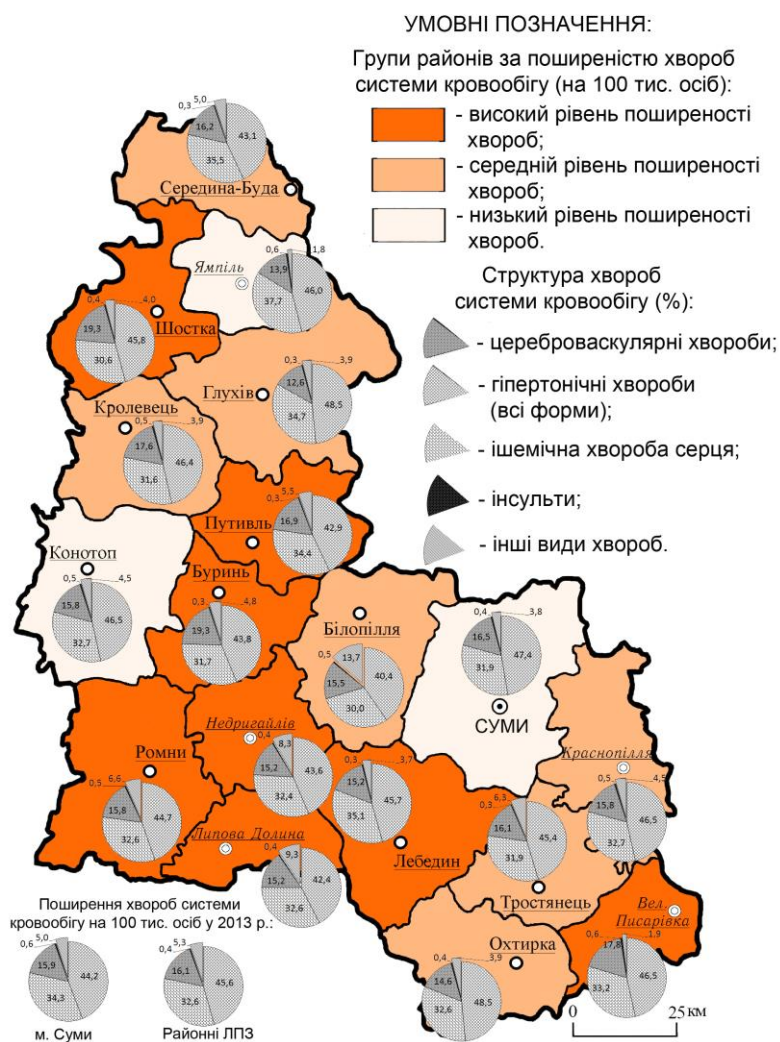 УМОВНІ ПОЗНАЧЕННЯ:
Групи районів за поширеністю хвороб
системи кровообігу (на 100 тис. осіб):
- високий рівень поширеності
хвороб;
- середній рівень поширеності
хвороб;
- низький рівень поширеності
хвороб.
Структура хвороб
системи кровообігу (%):
- цереброваскулярні хвороби;
- гіпертонічні хвороби
(всі форми);
- ішемічна хвороба серця;
- інсульти;
- інші види хвороб.
0,3 5,0
16,2 43,1
35,5
Середина-Буда
0,6 1,8
Ямпіль 13,9 46,0
37,7
0,4 4,0
Шостка
19,3 45,8
30,6
0,3 3,9
Глухів 12,6 48,5
34,7
Кролевець
0,5 3,9
17,6 46,4
31,6
0,3 5,5
Путивль 16,9 42,9
34,4
Конотоп
0,5 4,5
15,8 46,5
32,7
Буринь
0,3 4,8
19,3 43,8
31,7
Білопілля
0,5 13,7
15,5 40,4
30,0
0,4 3,8
16,5 47,4
31,9
СУМИ
Недригайлів
0,4 8,3
15,2 43,6
32,4
Ромни
0,5 6,6
15,8 44,7
32,6
0,3 3,7
15,2 45,7
35,1
Лебедин
Краснопілля
0,5 4,5
15,8 46,5
32,7
0,3 6,3
16,1 45,4
31,9
Тростянець
Липова Долина
0,4 9,3
15,2 42,4
32,6
Вел.
Писарівка
0,6 1,9
17,8 46,5
33,2
Охтирка
0,4 3,9
14,6 48,5
32,6
Поширення хвороб системи
кровообігу на 100 тис. осіб у 2013 р.:
0,6 5,0
15,9 44,2
34,3
м. Суми
0,4 5,3
16,1 45,6
32,6
Районні ЛПЗ
0 25 км